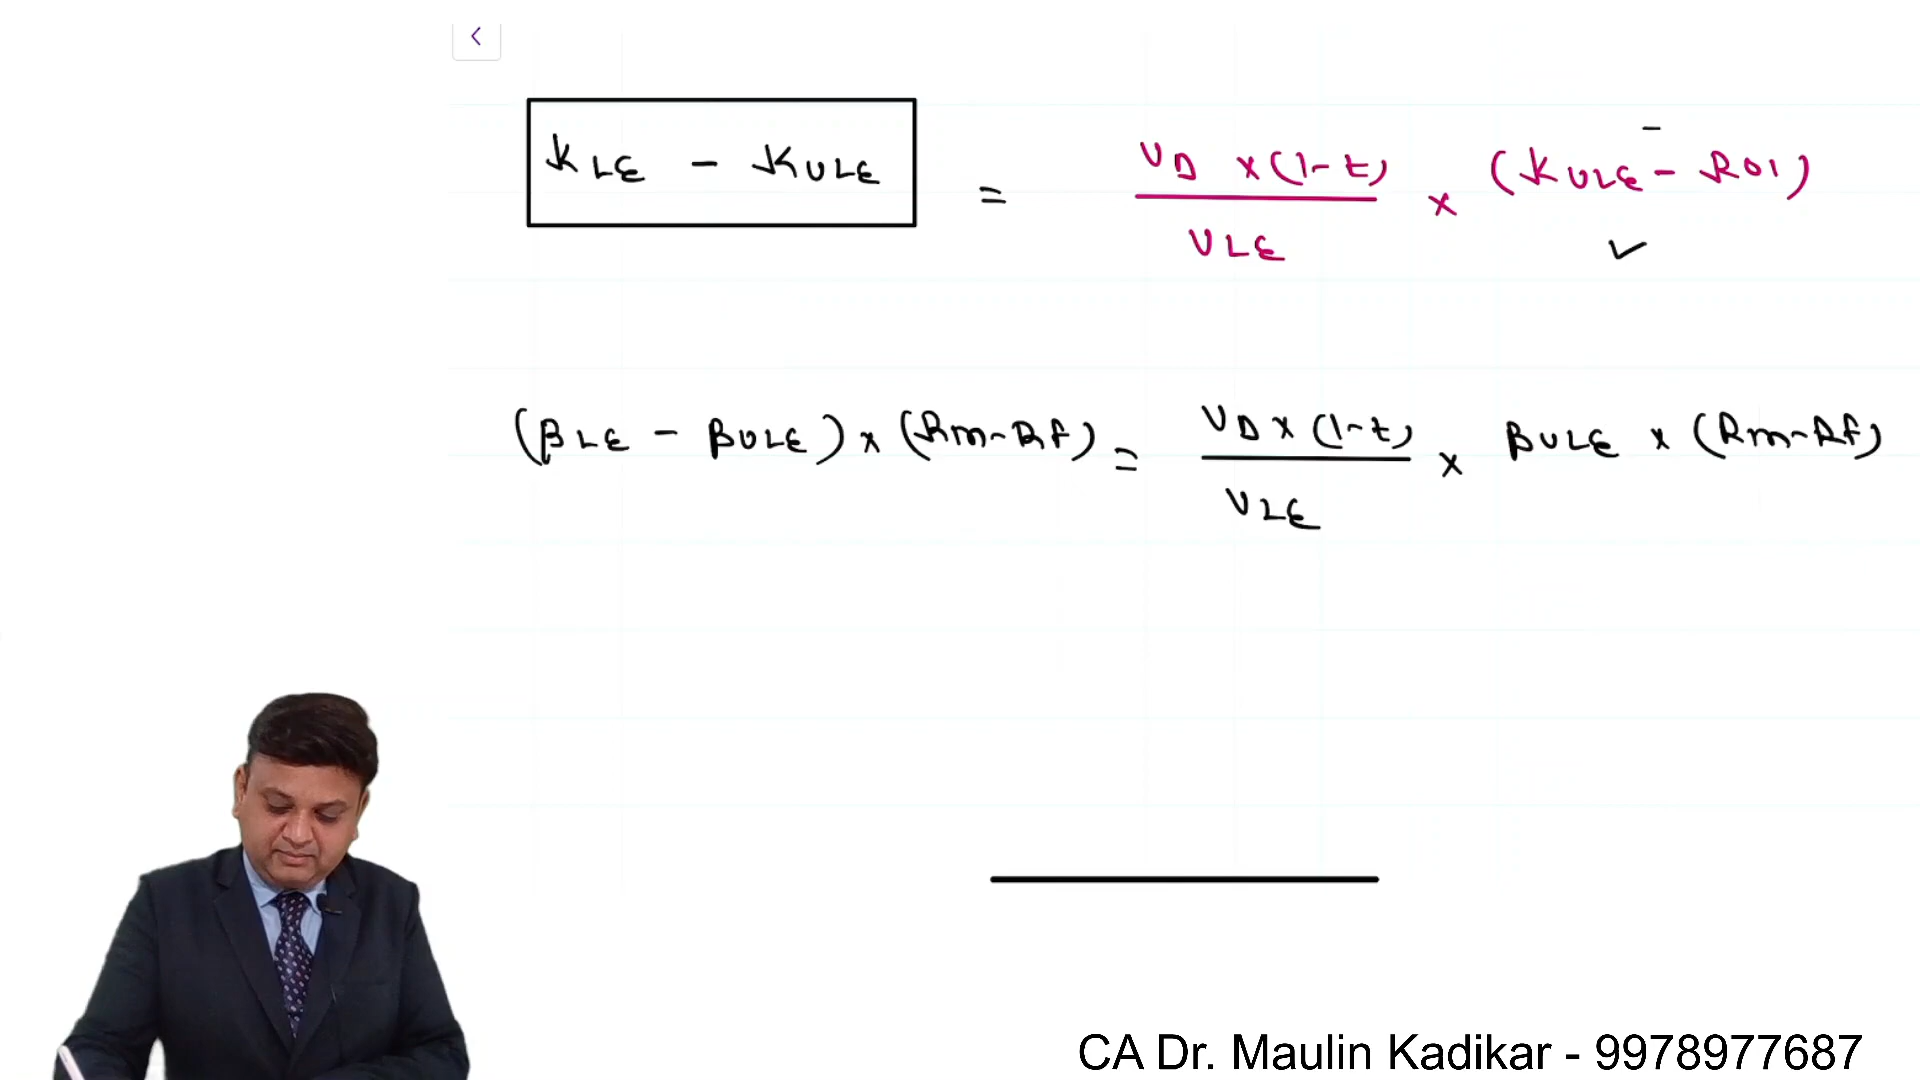 KLE - KULE = VD x (1-t) / VLE x (KULE - ROI) ✓
(βLE - βULE) x (Rm-Rf) = VD x (1-t) / VLE x βULE x (Rm-Rf)
CA Dr. Maulin Kadikar - 9978977687